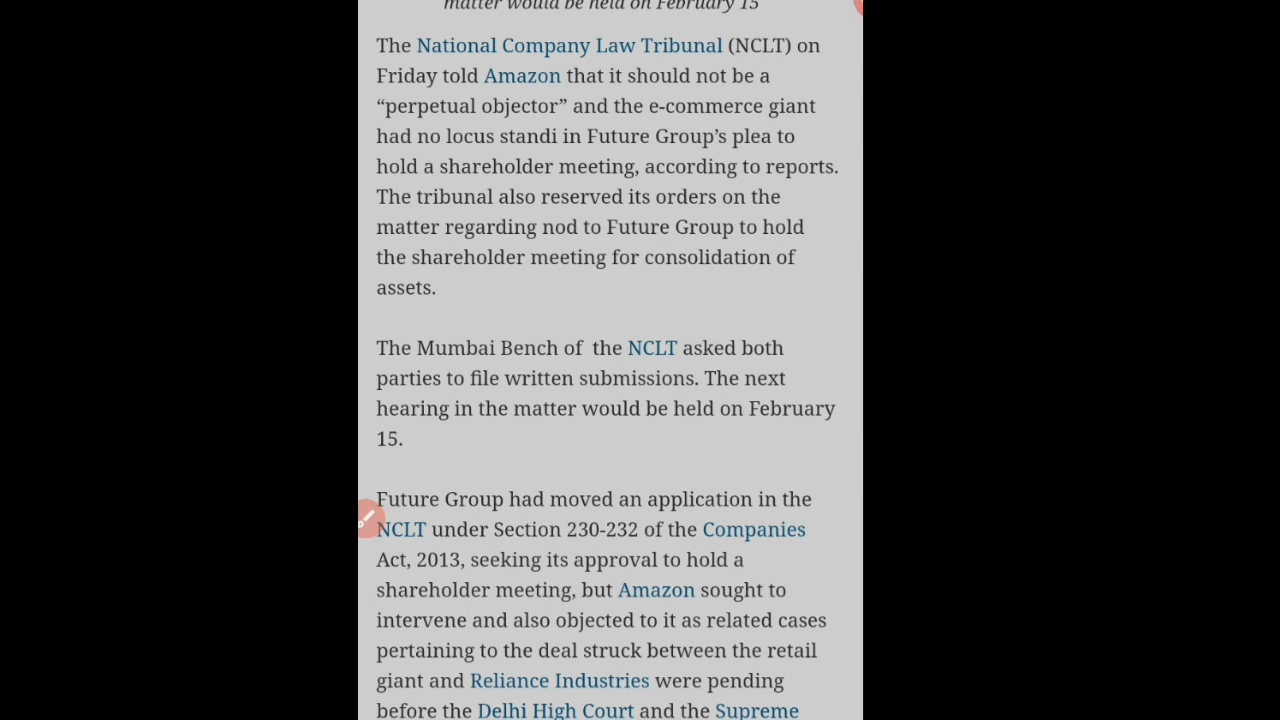 matter would be held on February 15
The National Company Law Tribunal (NCLT) on
Friday told Amazon that it should not be a
“perpetual objector” and the e-commerce giant
had no locus standi in Future Group’s plea to
hold a shareholder meeting, according to reports.
The tribunal also reserved its orders on the
matter regarding nod to Future Group to hold
the shareholder meeting for consolidation of
assets.
The Mumbai Bench of the NCLT asked both
parties to file written submissions. The next
hearing in the matter would be held on February
15.
Future Group had moved an application in the
NCLT under Section 230-232 of the Companies
Act, 2013, seeking its approval to hold a
shareholder meeting, but Amazon sought to
intervene and also objected to it as related cases
pertaining to the deal struck between the retail
giant and Reliance Industries were pending
before the Delhi High Court and the Supreme